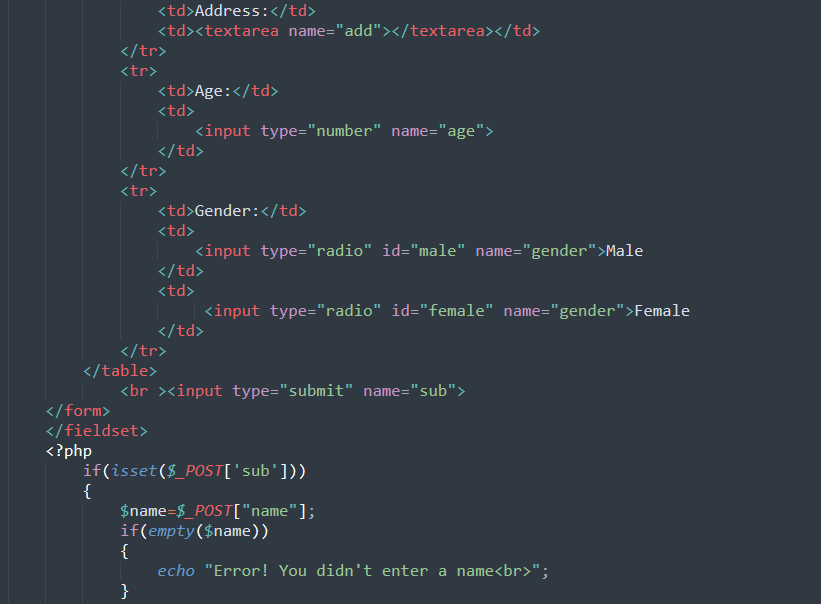 <td>Address:</td>
<td><textarea name="add"></textarea></td>
</tr>
<tr>
<td>Age:</td>
<td>
<input type="number" name="age">
</td>
</tr>
<tr>
<td>Gender:</td>
<td>
<input type="radio" id="male" name="gender">Male
</td>
<td>
<input type="radio" id="female" name="gender">Female
</td>
</tr>
</table>
<br ><input type="submit" name="sub">
</form>
</fieldset>
<?php
if(isset($_POST['sub']))
{
$name=$_POST["name"];
if(empty($name))
{
echo "Error! You didn't enter a name<br>";
}